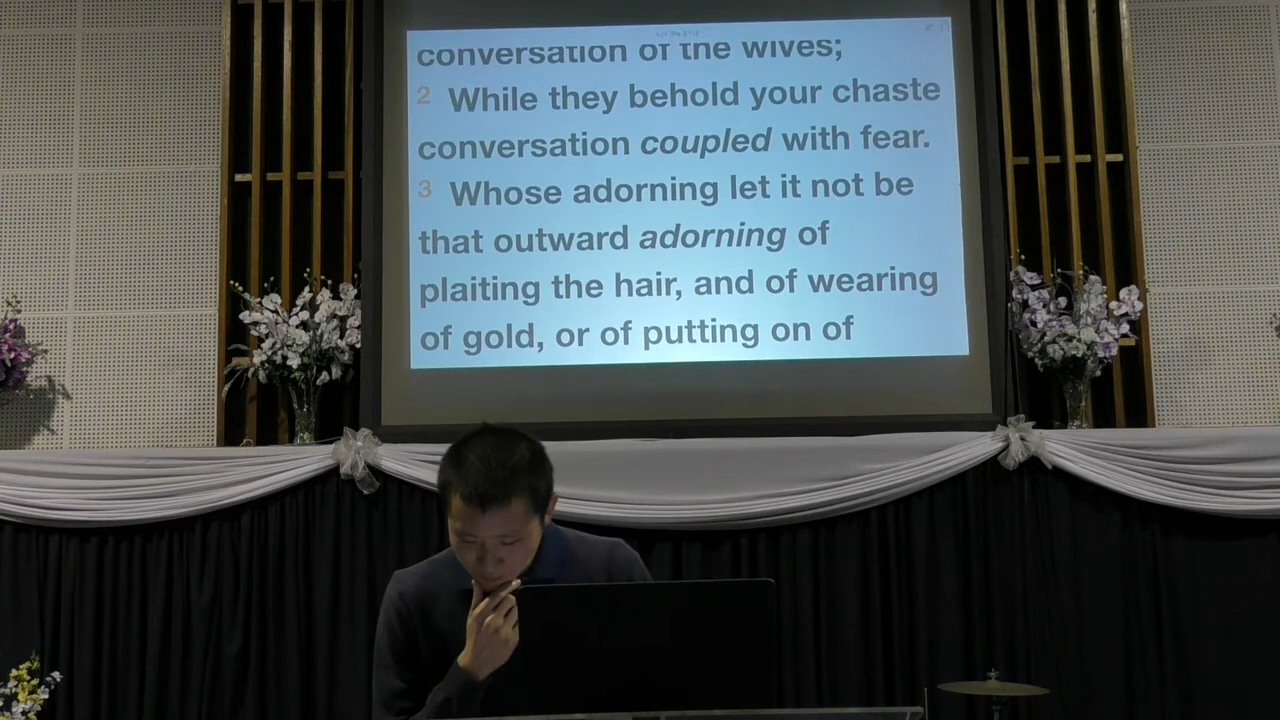 conversation of the wives;
2 While they behold your chaste
conversation coupled with fear.
3 Whose adorning let it not be
that outward adorning of
plaiting the hair, and of wearing
of gold, or of putting on of